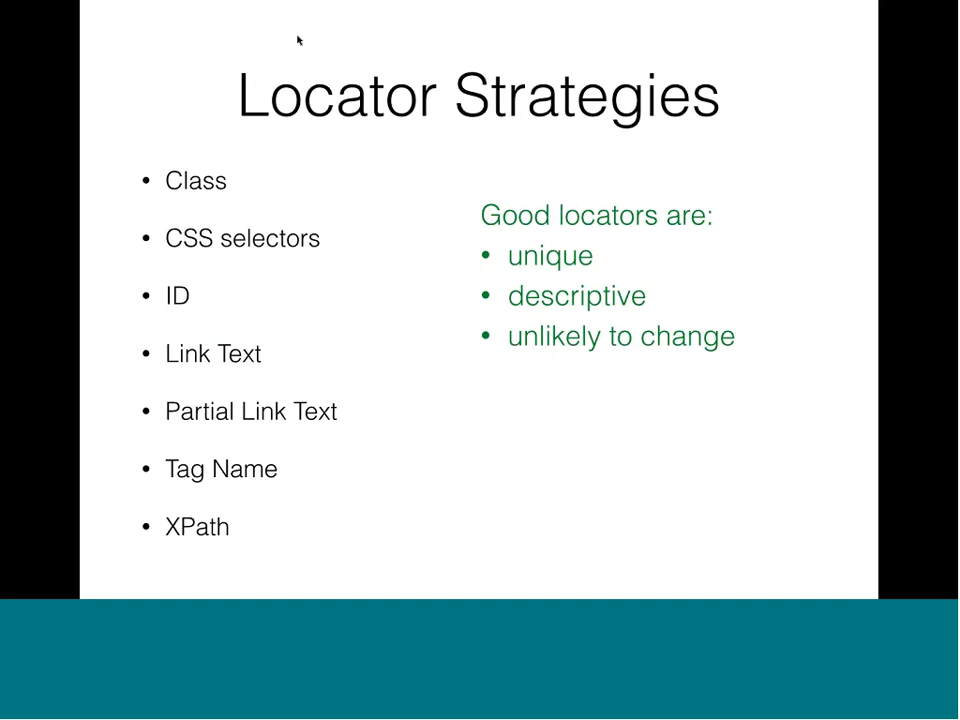 Locator Strategies
• Class
• CSS selectors
• ID
• Link Text
• Partial Link Text
• Tag Name
• XPath
Good locators are:
• unique
• descriptive
• unlikely to change